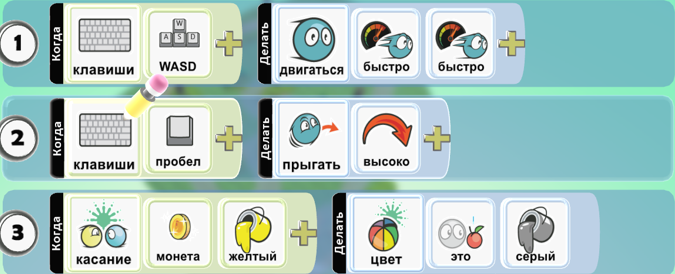 1 Когда клавиши WASD Делать двигаться быстро быстро
2 Когда клавиши пробел Делать прыгать высоко
3 Когда касание монета желтый Делать цвет это серый